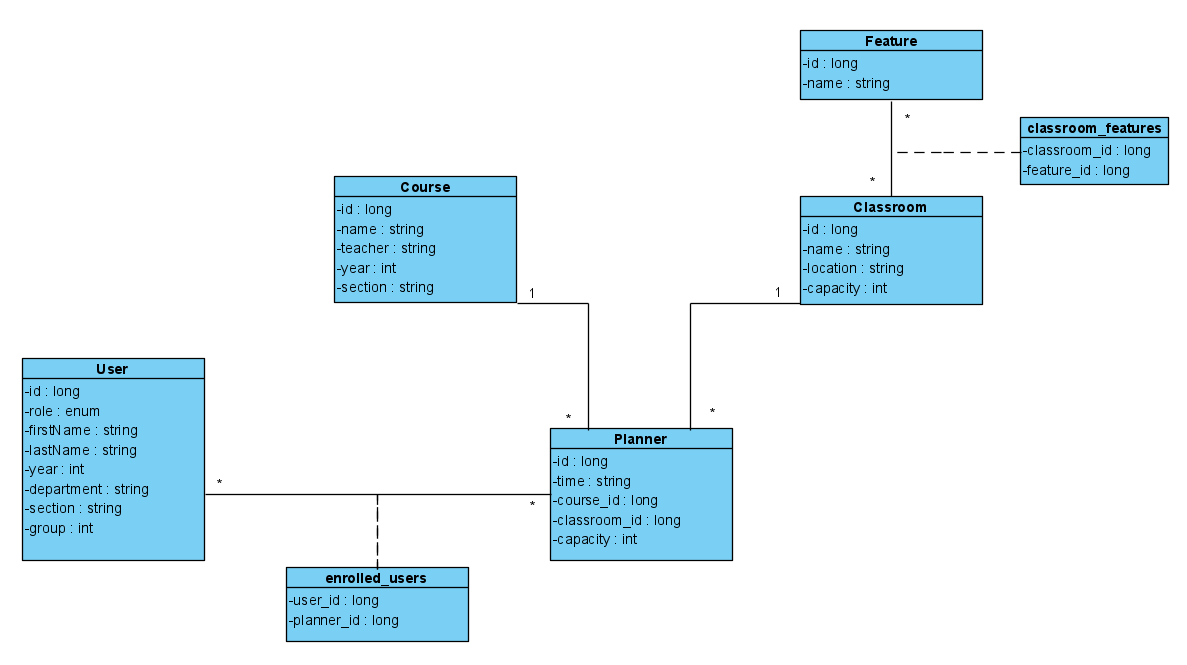 Feature
-id : long
-name : string
*
classroom_features
-classroom_id : long
-feature_id : long
*
Classroom
-id : long
-name : string
-location : string
-capacity : int
1
Course
-id : long
-name : string
-teacher : string
-year : int
-section : string
1
*
*
User
-id : long
-role : enum
-firstName : string
-lastName : string
-year : int
-department : string
-section : string
-group : int
*
*
Planner
-id : long
-time : string
-course_id : long
-classroom_id : long
-capacity : int
enrolled_users
-user_id : long
-planner_id : long